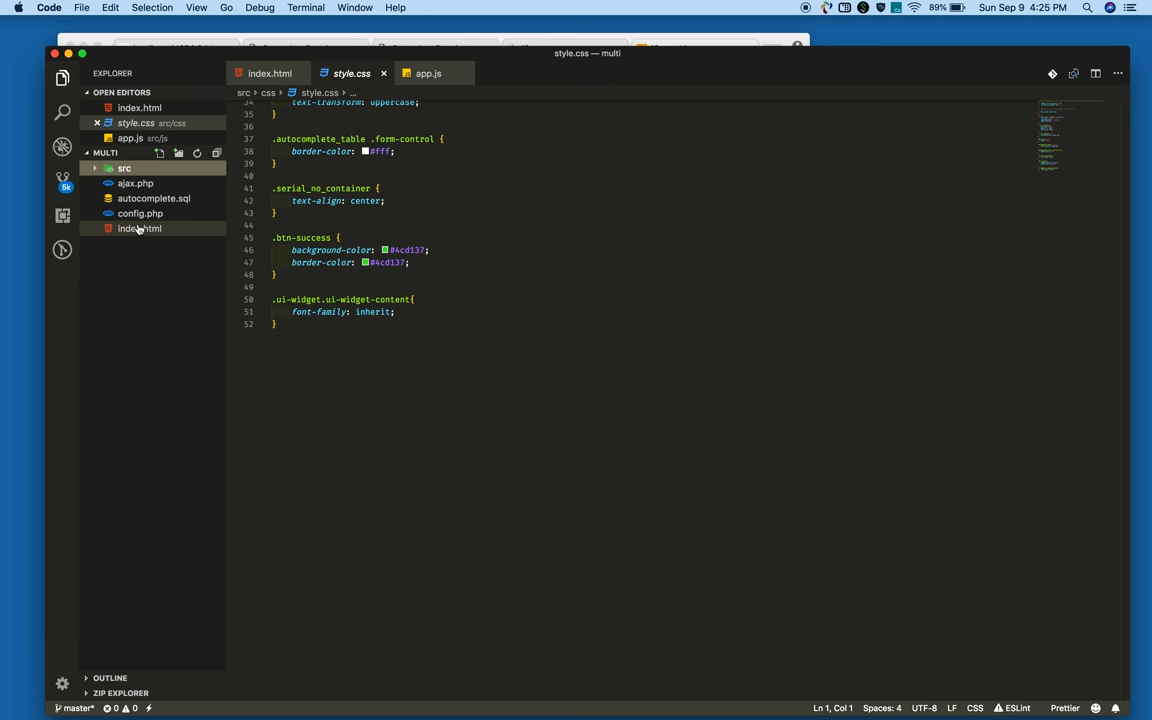 Code File Edit Selection View Go Debug Terminal Window Help 89% Sun Sep 9 4:25 PM
style.css — multi
EXPLORER index.html style.css × app.js
OPEN EDITORS src css style.css ...
index.html
style.css src/css
app.js src/js
MULTI
src
ajax.php
autocomplete.sql
config.php
index.html
5k
34 text-transform: uppercase;
35 }
36
37 .autocomplete_table .form-control {
38 border-color: #fff;
39 }
40
41 .serial_no_container {
42 text-align: center;
43 }
44
45 .btn-success {
46 background-color: #4cd137;
47 border-color: #4cd137;
48 }
49
50 .ui-widget.ui-widget-content{
51 font-family: inherit;
52 }
OUTLINE
ZIP EXPLORER
master* 0 0 Ln 1, Col 1 Spaces: 4 UTF-8 LF CSS ESLint Prettier